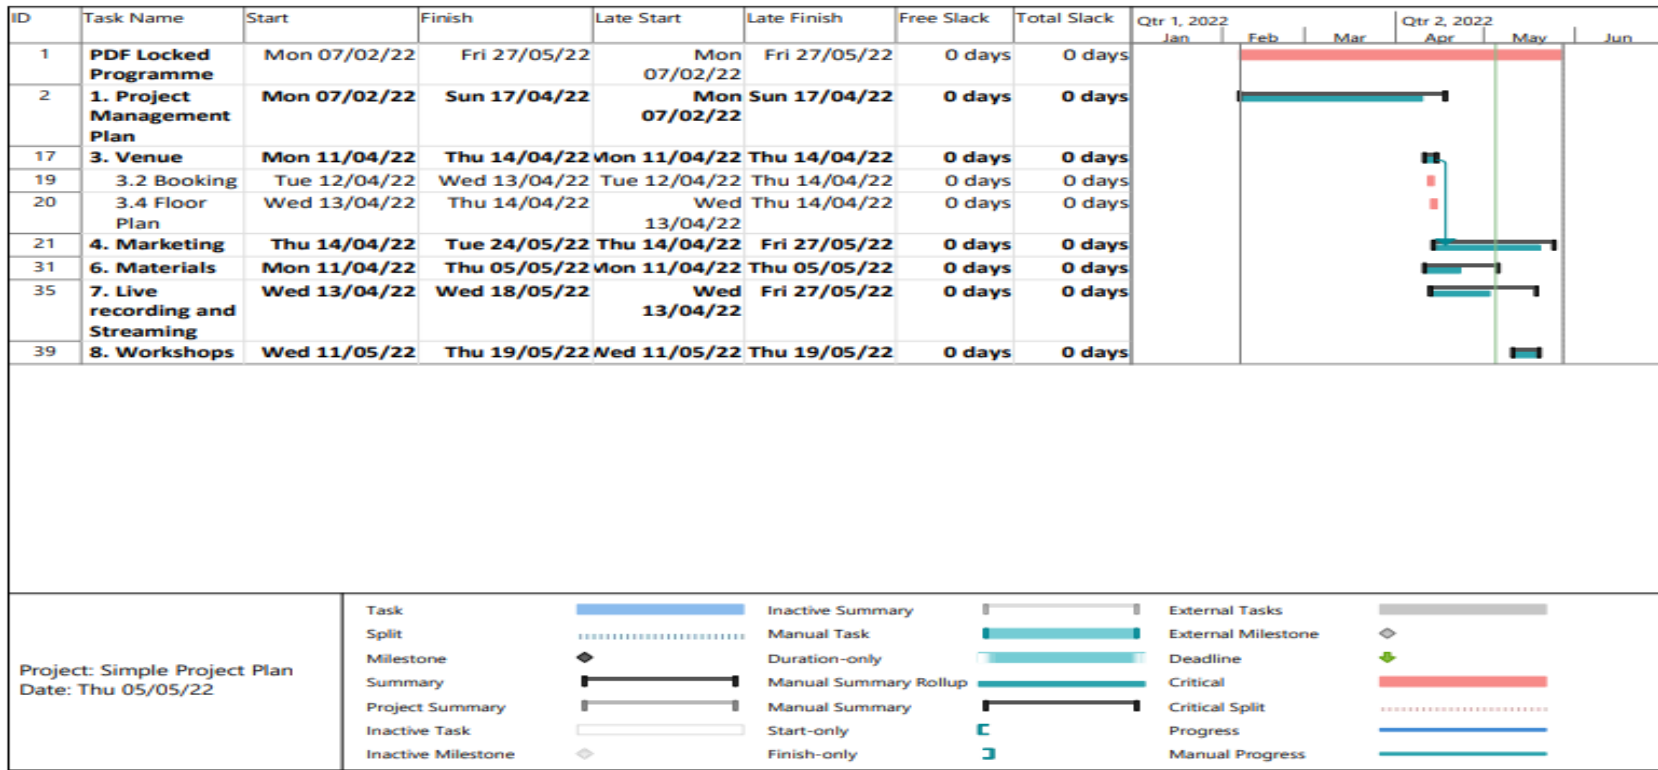 ID Task Name Start Finish Late Start Late Finish Free Slack Total Slack Qtr 1, 2022 Qtr 2, 2022
Jan Feb Mar Apr May Jun
1 PDF Locked Mon 07/02/22 Fri 27/05/22 Mon Fri 27/05/22 0 days 0 days
Programme 07/02/22
2 1. Project Mon 07/02/22 Sun 17/04/22 Mon Sun 17/04/22 0 days 0 days
Management 07/02/22
Plan
17 3. Venue Mon 11/04/22 Thu 14/04/22 Mon 11/04/22 Thu 14/04/22 0 days 0 days
19 3.2 Booking Tue 12/04/22 Wed 13/04/22 Tue 12/04/22 Thu 14/04/22 0 days 0 days
20 3.4 Floor Wed 13/04/22 Thu 14/04/22 Wed Thu 14/04/22 0 days 0 days
Plan 13/04/22
21 4. Marketing Thu 14/04/22 Tue 24/05/22 Thu 14/04/22 Fri 27/05/22 0 days 0 days
31 6. Materials Mon 11/04/22 Thu 05/05/22 Mon 11/04/22 Thu 05/05/22 0 days 0 days
35 7. Live Wed 13/04/22 Wed 18/05/22 Wed Fri 27/05/22 0 days 0 days
recording and 13/04/22
Streaming
39 8. Workshops Wed 11/05/22 Thu 19/05/22 Wed 11/05/22 Thu 19/05/22 0 days 0 days
Project: Simple Project Plan
Date: Thu 05/05/22
Task Inactive Summary External Tasks
Split Manual Task External Milestone
Milestone Duration-only Deadline
Summary Manual Summary Rollup Critical
Project Summary Manual Summary Critical Split
Inactive Task Start-only Progress
Inactive Milestone Finish-only Manual Progress